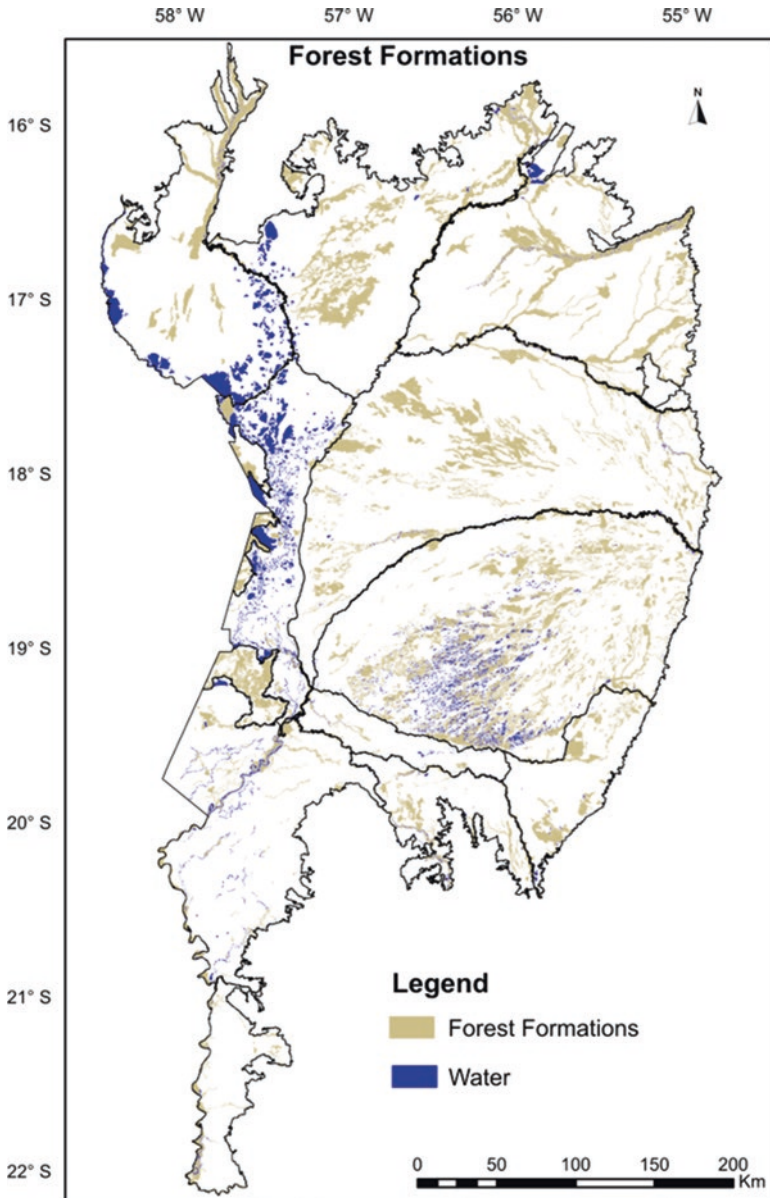 58° W 57° W 56° W 55° W
Forest Formations
N
16° S
17° S
18° S
19° S
20° S
21° S
22° S
Legend
Forest Formations
Water
0 50 100 150 200
Km